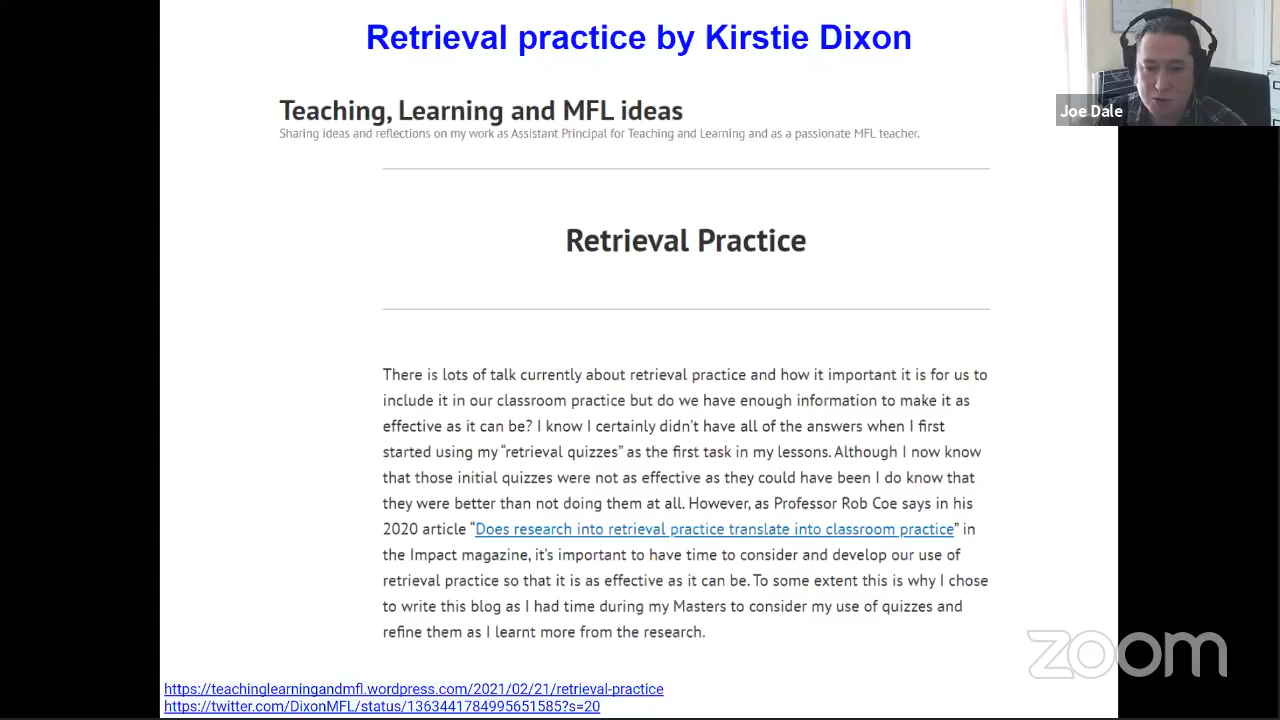 Retrieval practice by Kirstie Dixon
Joe Dale
Teaching, Learning and MFL ideas
Sharing ideas and reflections on my work as Assistant Principal for Teaching and Learning and as a passionate MFL teacher.
Retrieval Practice
There is lots of talk currently about retrieval practice and how it important it is for us to
include it in our classroom practice but do we have enough information to make it as
effective as it can be? I know I certainly didn't have all of the answers when I first
started using my “retrieval quizzes” as the first task in my lessons. Although I now know
that those initial quizzes were not as effective as they could have been I do know that
they were better than not doing them at all. However, as Professor Rob Coe says in his
2020 article “Does research into retrieval practice translate into classroom practice” in
the Impact magazine, it's important to have time to consider and develop our use of
retrieval practice so that it is as effective as it can be. To some extent this is why I chose
to write this blog as I had time during my Masters to consider my use of quizzes and
refine them as I learnt more from the research.
zoom
https://teachinglearningandmfl.wordpress.com/2021/02/21/retrieval-practice
https://twitter.com/DixonMFL/status/1363441784995651585?s=20